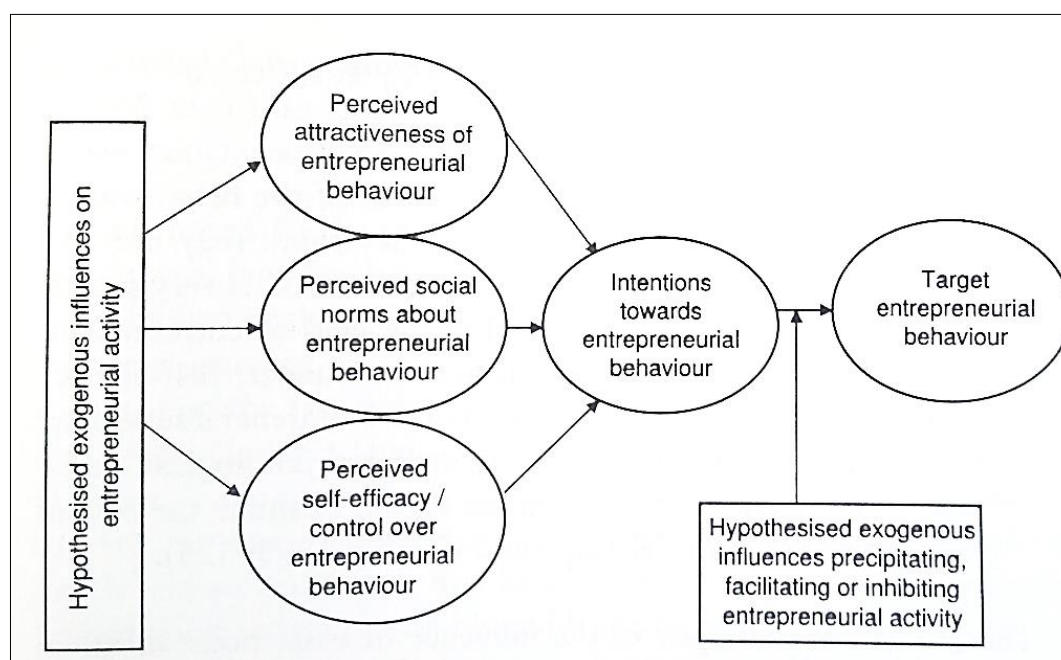 Hypothesised exogenous influences on
entrepreneurial activity
Perceived
attractiveness of
entrepreneurial
behaviour
Perceived social
norms about
entrepreneurial
behaviour
Perceived
self-efficacy /
control over
entrepreneurial
behaviour
Intentions
towards
entrepreneurial
behaviour
Target
entrepreneurial
behaviour
Hypothesised exogenous
influences precipitating,
facilitating or inhibiting
entrepreneurial activity